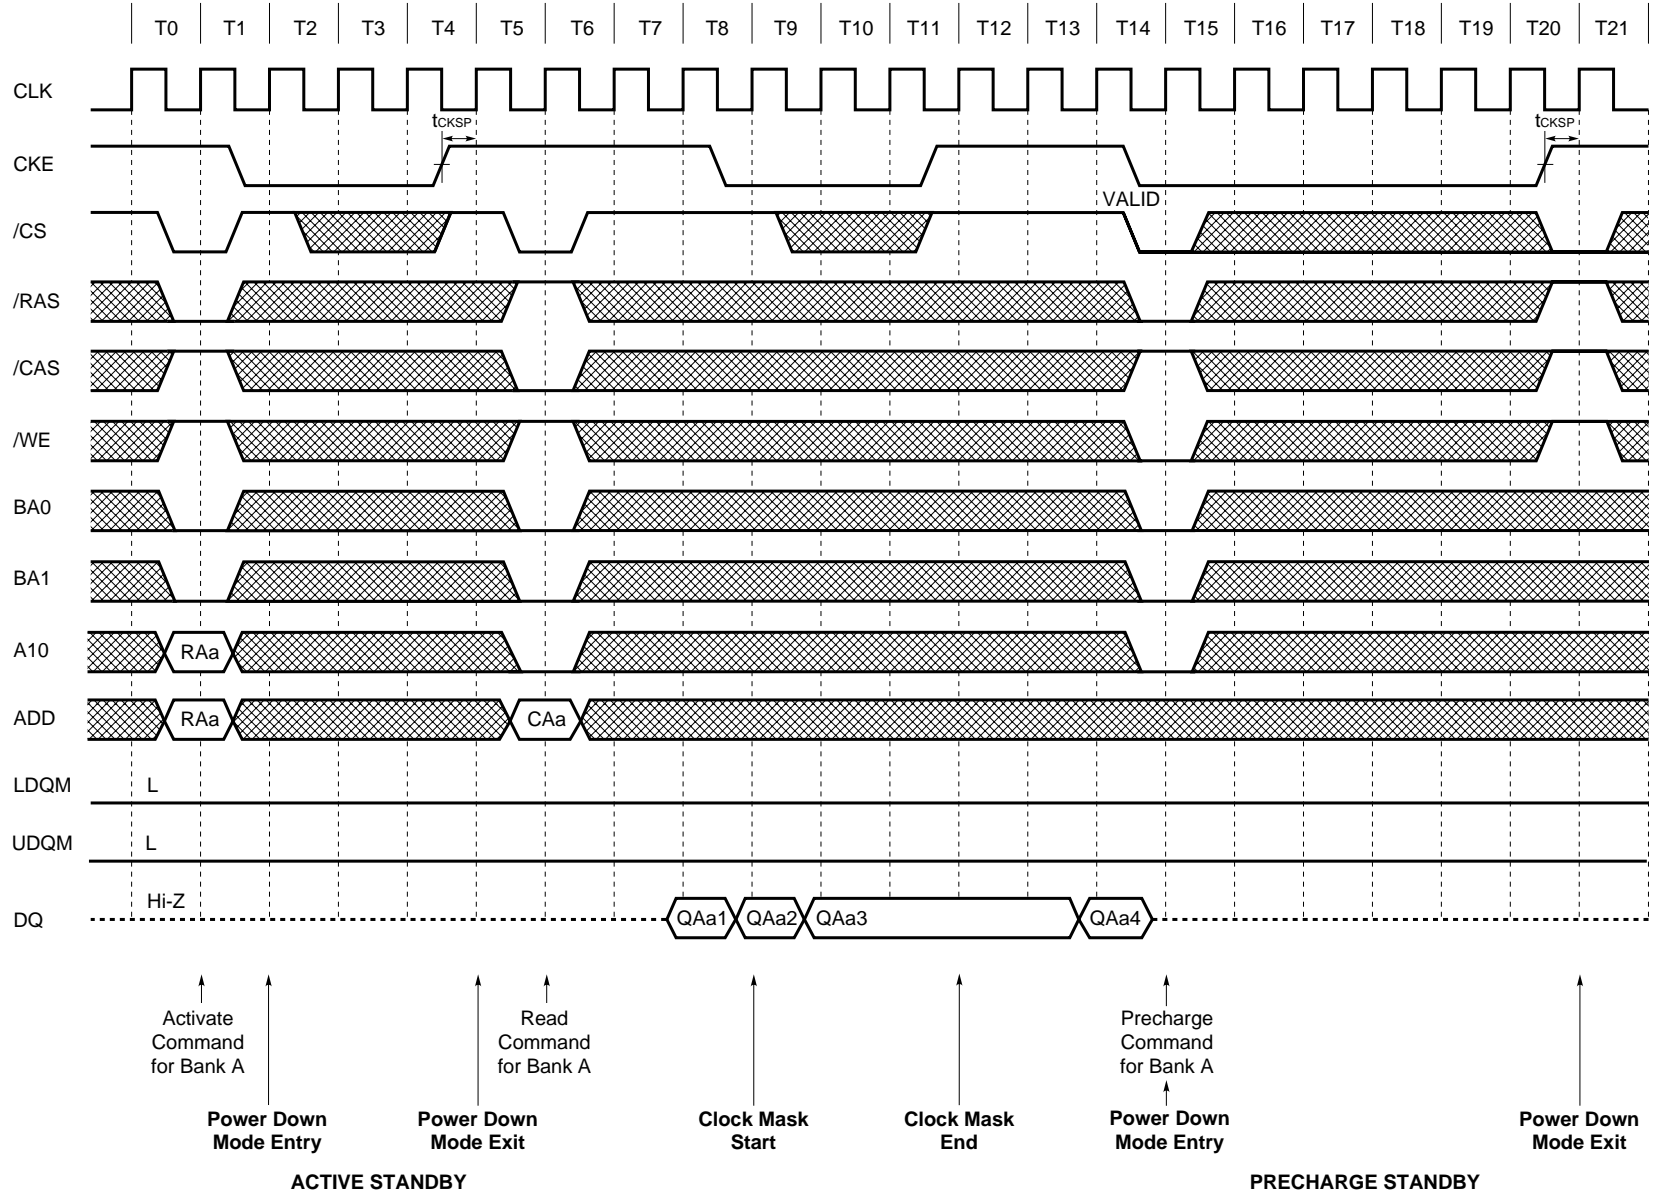 T0 T1 T2 T3 T4 T5 T6 T7 T8 T9 T10 T11 T12 T13 T14 T15 T16 T17 T18 T19 T20 T21
CLK
tCKSP tCKSP
CKE
VALID
/CS
/RAS
/CAS
/WE
BA0
BA1
A10 RAa
ADD RAa CAa
LDQM L
UDQM L
Hi-Z
DQ QAa1 QAa2 QAa3 QAa4
Activate Read Precharge
Command Command Command
for Bank A for Bank A for Bank A
Power Down Power Down Clock Mask Clock Mask Power Down Power Down
Mode Entry Mode Exit Start End Mode Entry Mode Exit
ACTIVE STANDBY PRECHARGE STANDBY